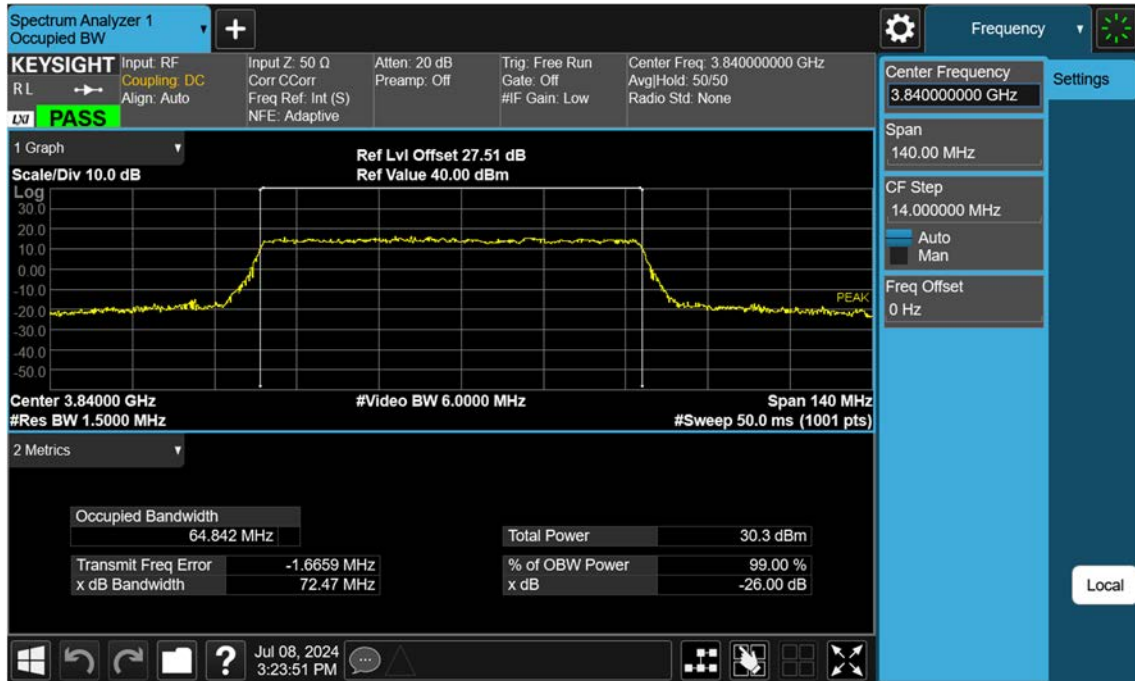 Spectrum Analyzer 1
Occupied BW
+
Frequency
KEYSIGHT
R L
LXI
PASS
Input: RF
Coupling: DC
Align: Auto
Input Z: 50 Ω
Corr CCorr
Freq Ref: Int (S)
NFE: Adaptive
Atten: 20 dB
Preamp: Off
Trig: Free Run
Gate: Off
#IF Gain: Low
Center Freq: 3.840000000 GHz
Avg|Hold: 50/50
Radio Std: None
Center Frequency
3.840000000 GHz
Settings
Span
140.00 MHz
CF Step
14.000000 MHz
Auto
Man
Freq Offset
0 Hz
Local
1 Graph
Scale/Div 10.0 dB
Ref Lvl Offset 27.51 dB
Ref Value 40.00 dBm
Log
30.0
20.0
10.0
0.00
-10.0
-20.0
-30.0
-40.0
-50.0
PEAK
Center 3.84000 GHz
#Video BW 6.0000 MHz
Span 140 MHz
#Res BW 1.5000 MHz
#Sweep 50.0 ms (1001 pts)
2 Metrics
Occupied Bandwidth
64.842 MHz
Total Power 30.3 dBm
Transmit Freq Error -1.6659 MHz
% of OBW Power 99.00 %
x dB Bandwidth 72.47 MHz
x dB -26.00 dB
?
Jul 08, 2024
3:23:51 PM